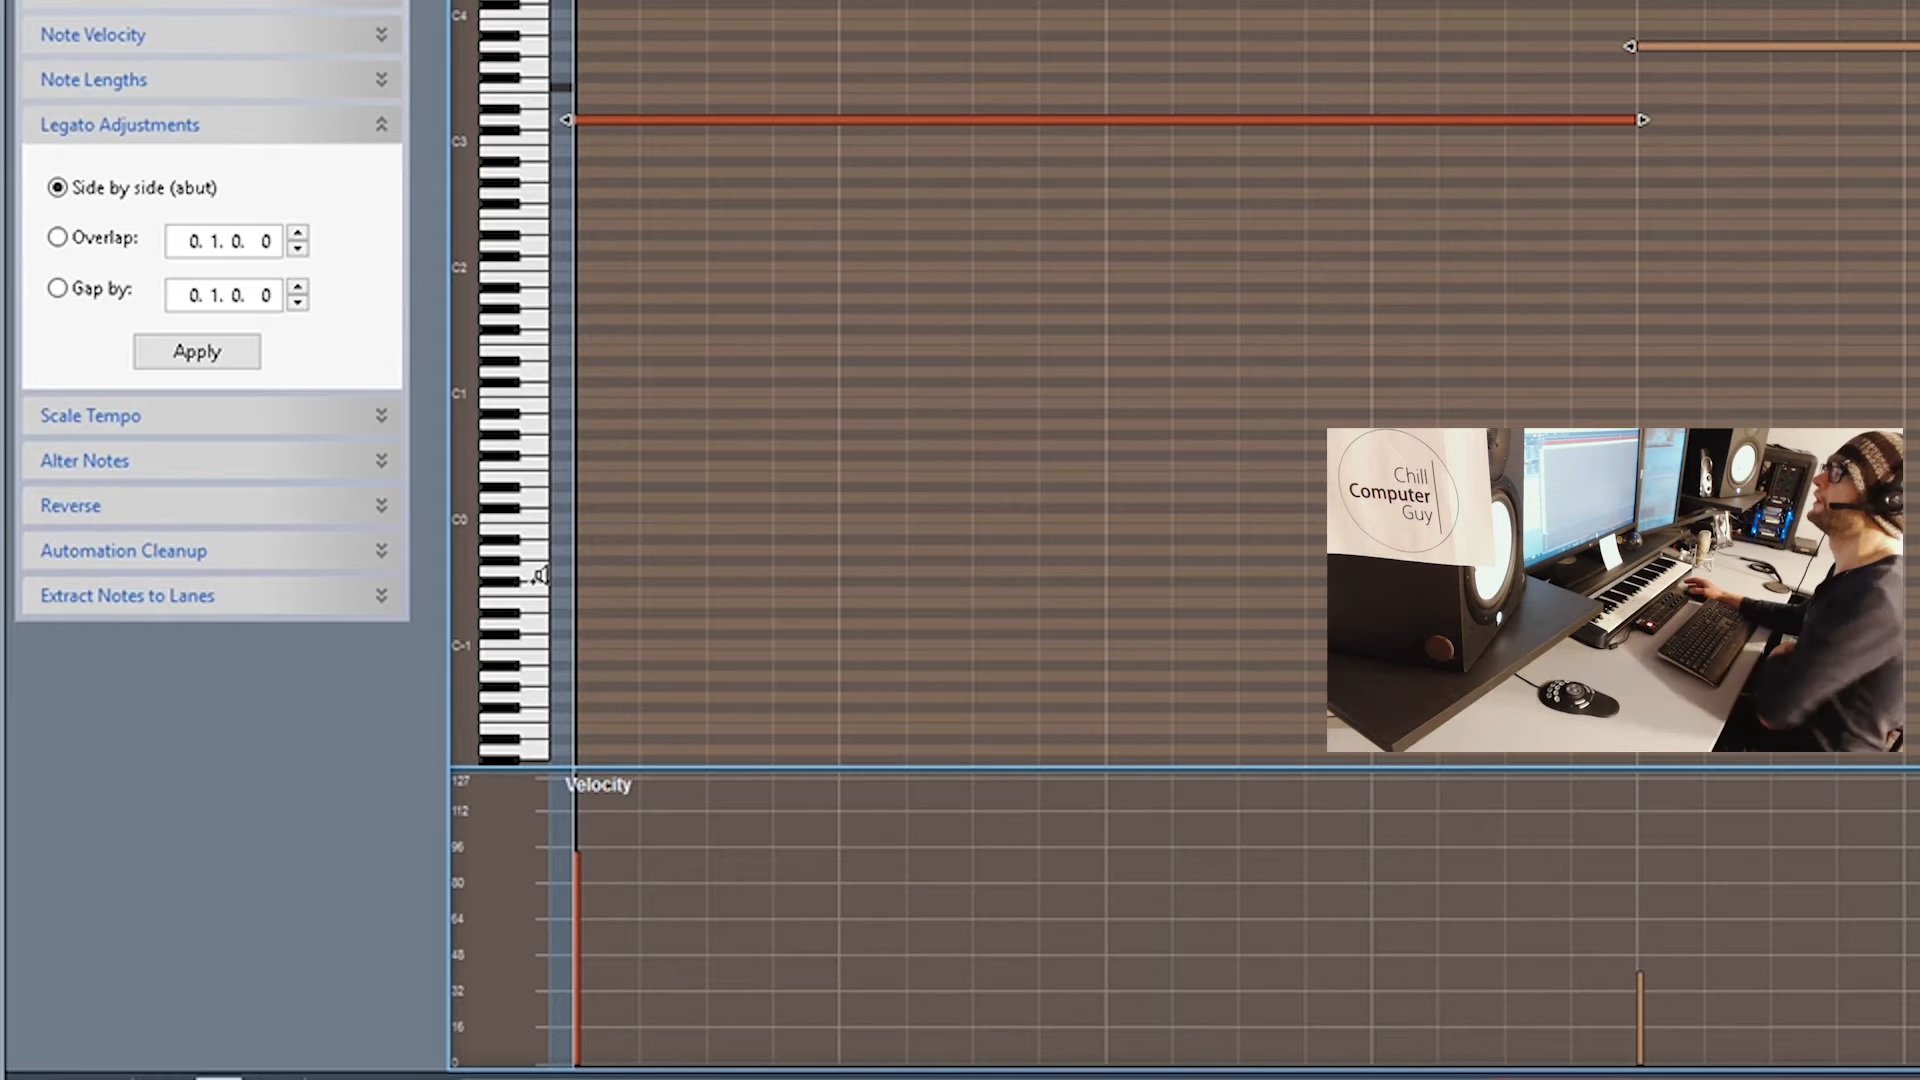 Note Velocity
Note Lengths
Legato Adjustments
Side by side (abut)
Overlap:
0. 1. 0. 0
Gap by:
0. 1. 0. 0
Apply
Scale Tempo
Alter Notes
Reverse
Automation Cleanup
Extract Notes to Lanes
C4
C3
C2
C1
C0
C-1
Chill
Computer
Guy
Velocity
127
112
96
80
64
48
32
16
0